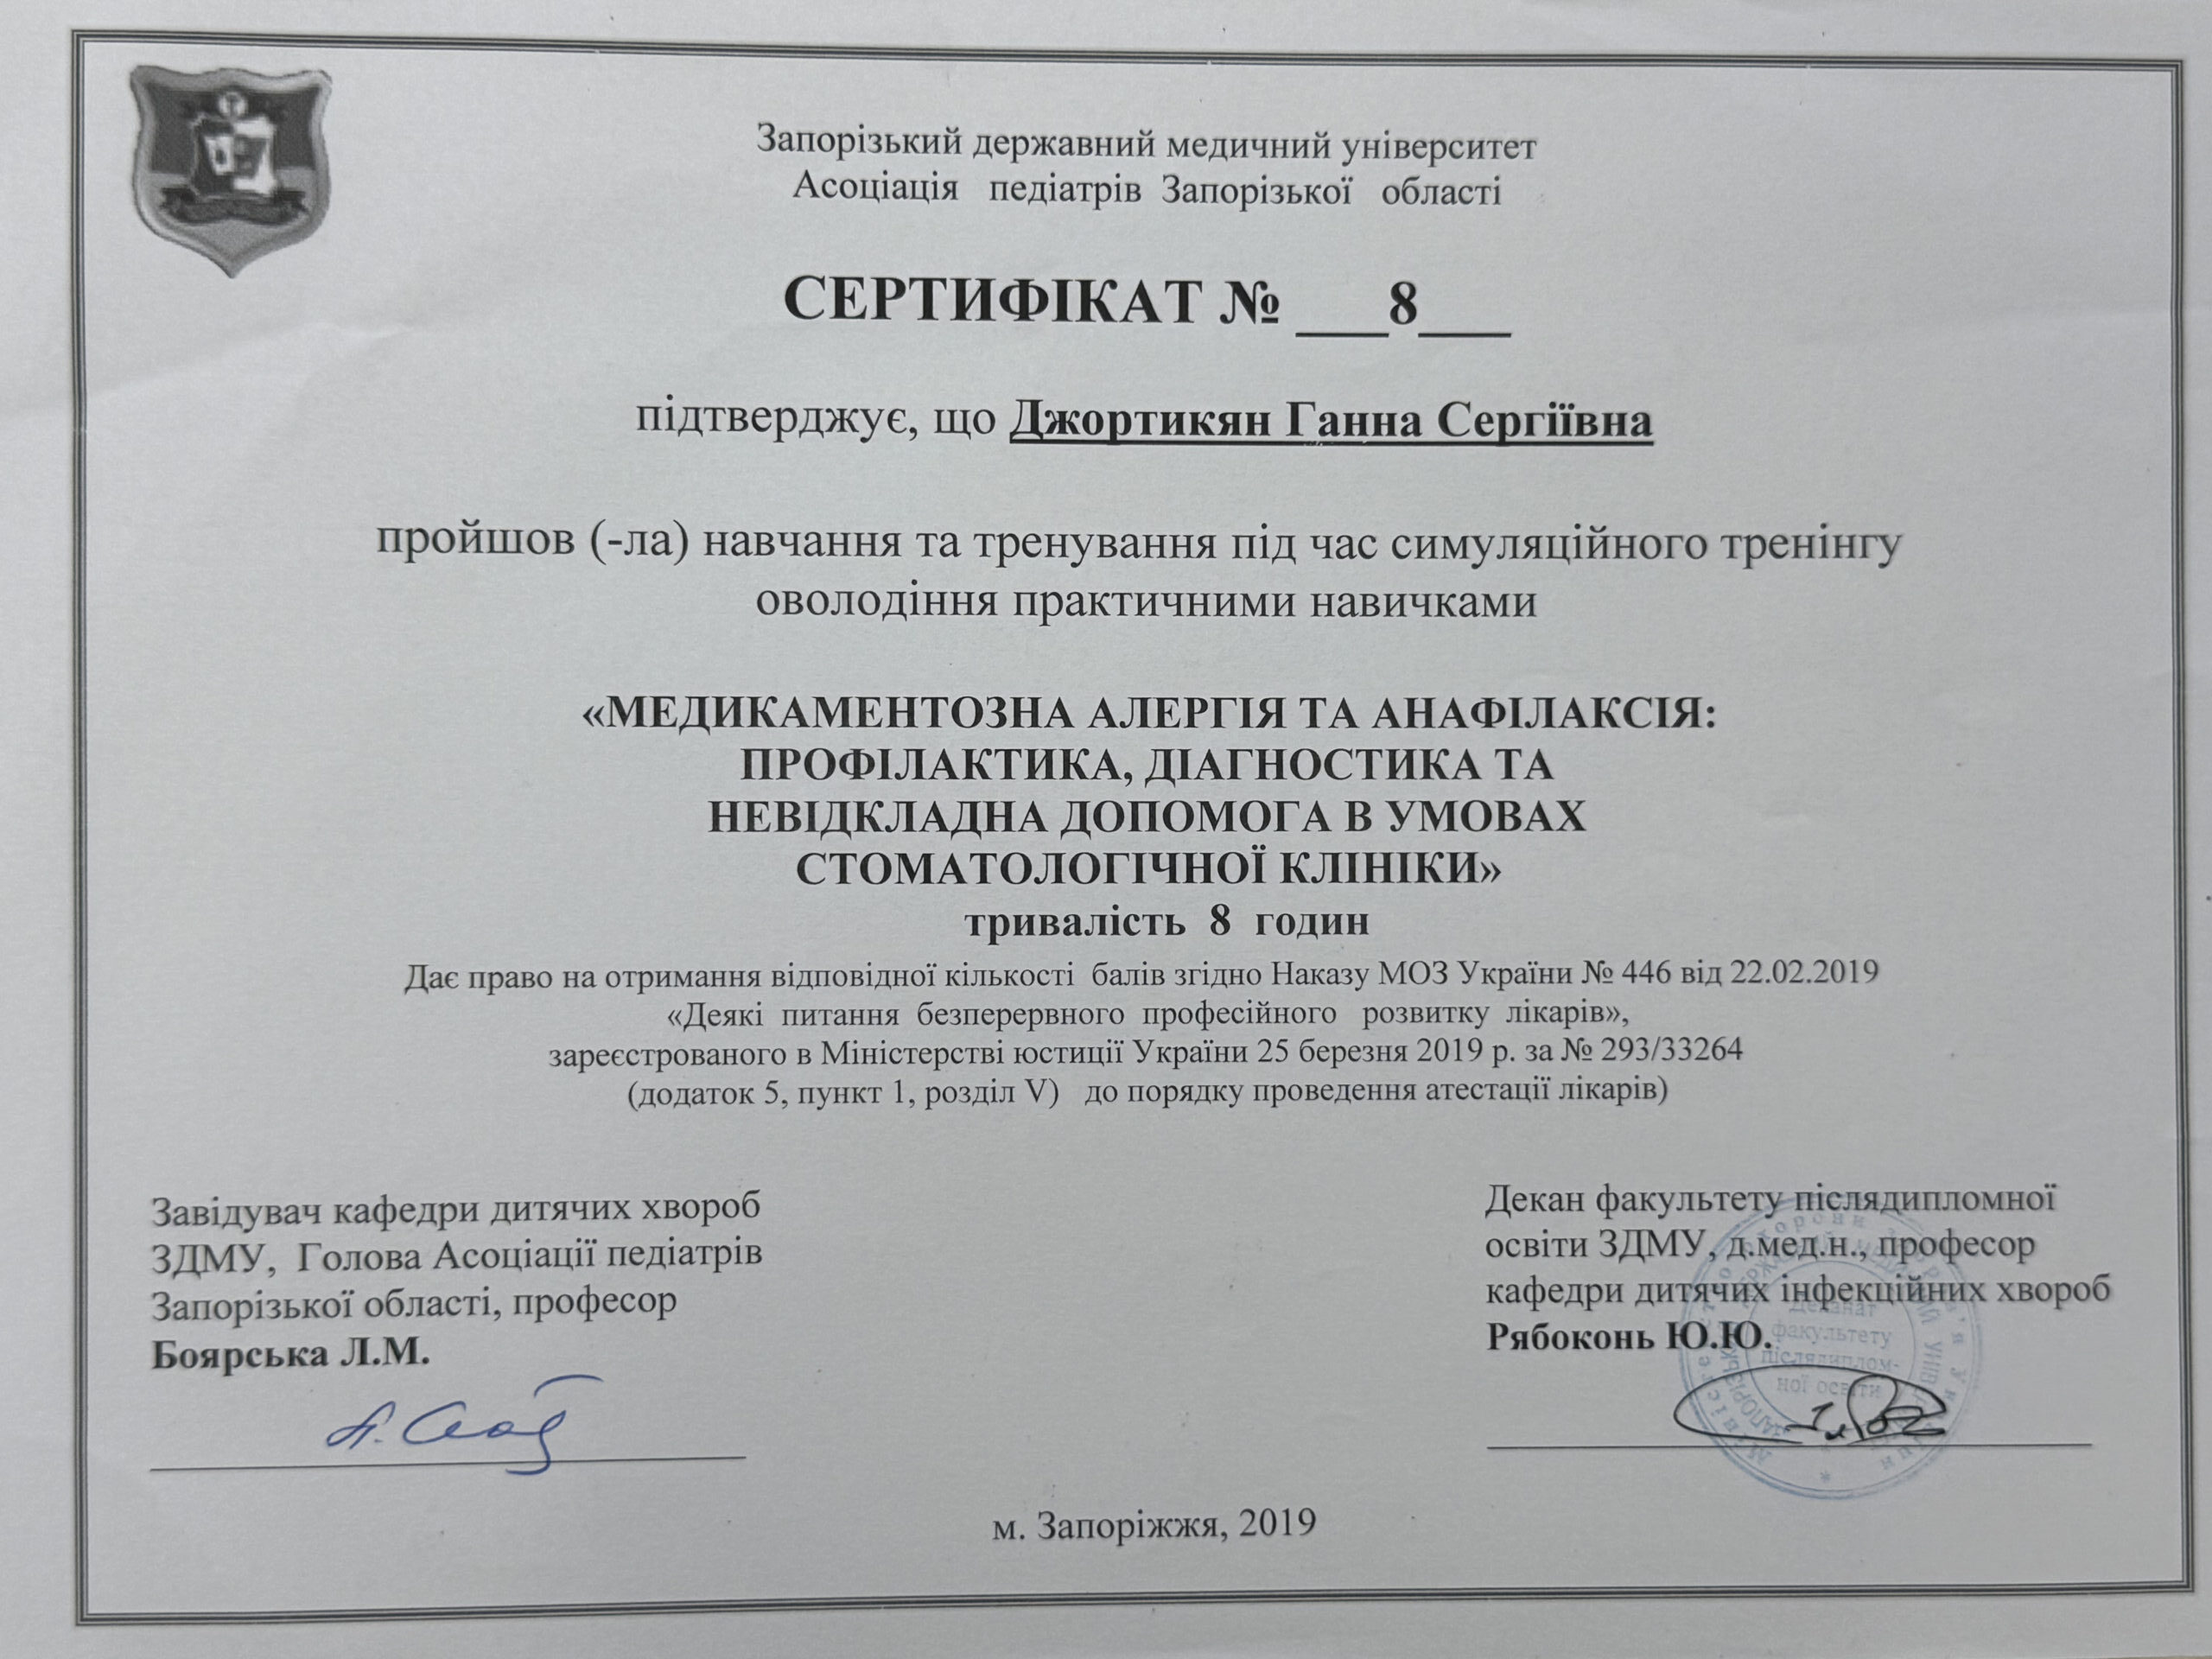 Запорізький державний медичний університет
Асоціація педіатрів Запорізької області
СЕРТИФІКАТ № ___8___
підтверджує, що Джортикян Ганна Сергіївна
пройшов (-ла) навчання та тренування під час симуляційного тренінгу
оволодіння практичними навичками
«МЕДИКАМЕНТОЗНА АЛЕРГІЯ ТА АНАФІЛАКСІЯ:
ПРОФІЛАКТИКА, ДІАГНОСТИКА ТА
НЕВІДКЛАДНА ДОПОМОГА В УМОВАХ
СТОМАТОЛОГІЧНОЇ КЛІНІКИ»
тривалість 8 годин
Дає право на отримання відповідної кількості балів згідно Наказу МОЗ України № 446 від 22.02.2019
«Деякі питання безперервного професійного розвитку лікарів»,
зареєстрованого в Міністерстві юстиції України 25 березня 2019 р. за № 293/33264
(додаток 5, пункт 1, розділ V) до порядку проведення атестації лікарів)
Завідувач кафедри дитячих хвороб
ЗДМУ, Голова Асоціації педіатрів
Запорізької області, професор
Боярська Л.М.
Декан факультету післядипломної
освіти ЗДМУ, д.мед.н., професор
кафедри дитячих інфекційних хвороб
Рябоконь Ю.Ю.
Деканат
факультету
післядиплом-
ної освіти
м. Запоріжжя, 2019